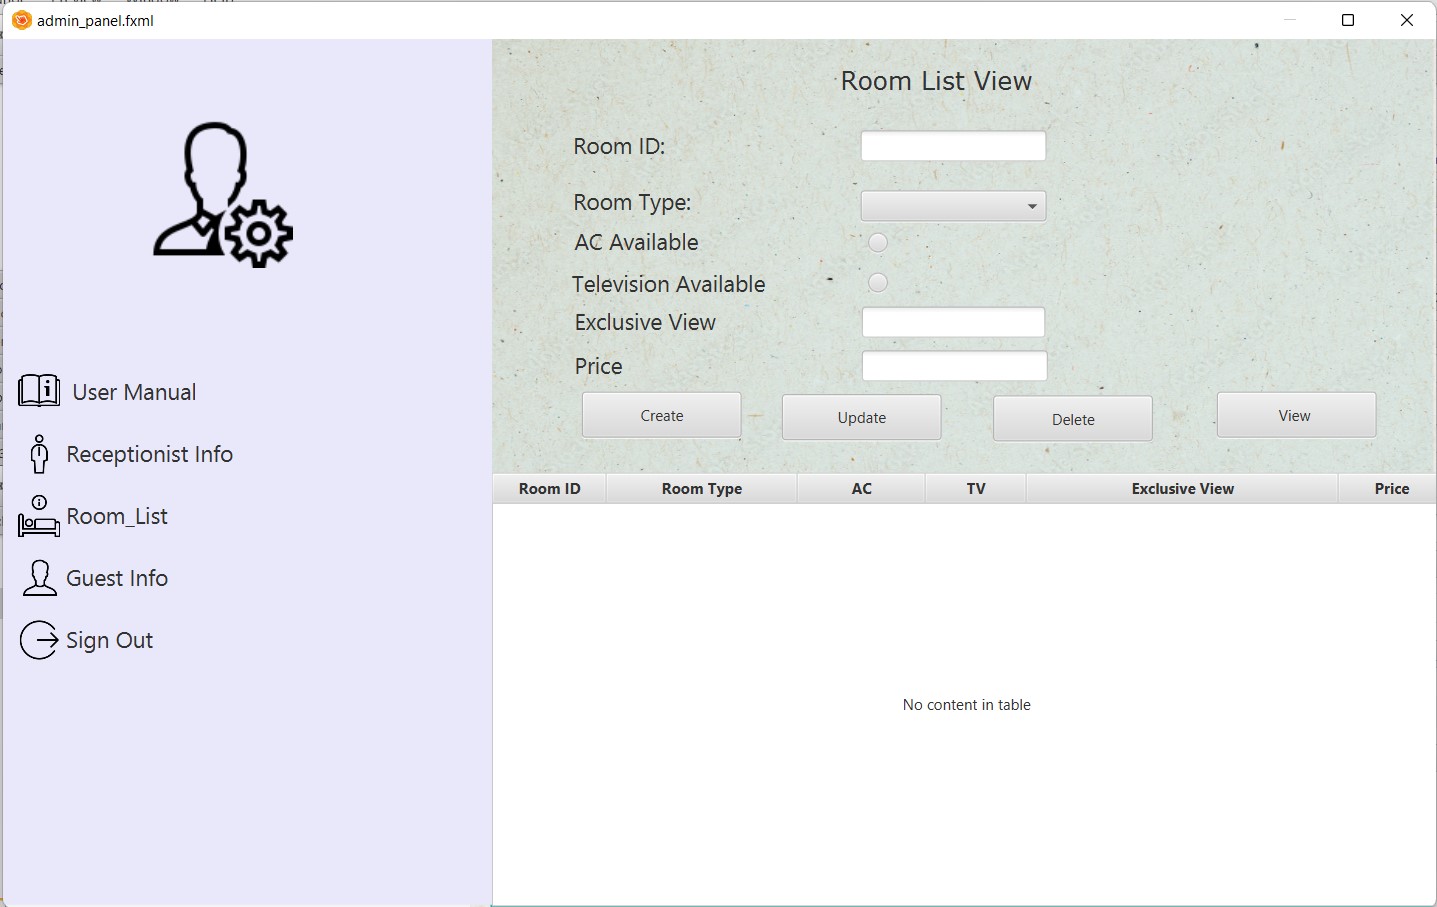 admin_panel.fxml
Room List View
Room ID:
Room Type:
AC Available
Television Available
Exclusive View
Price
Create Update Delete View
User Manual
Receptionist Info
Room_List
Guest Info
Sign Out
Room ID Room Type AC TV Exclusive View Price
No content in table